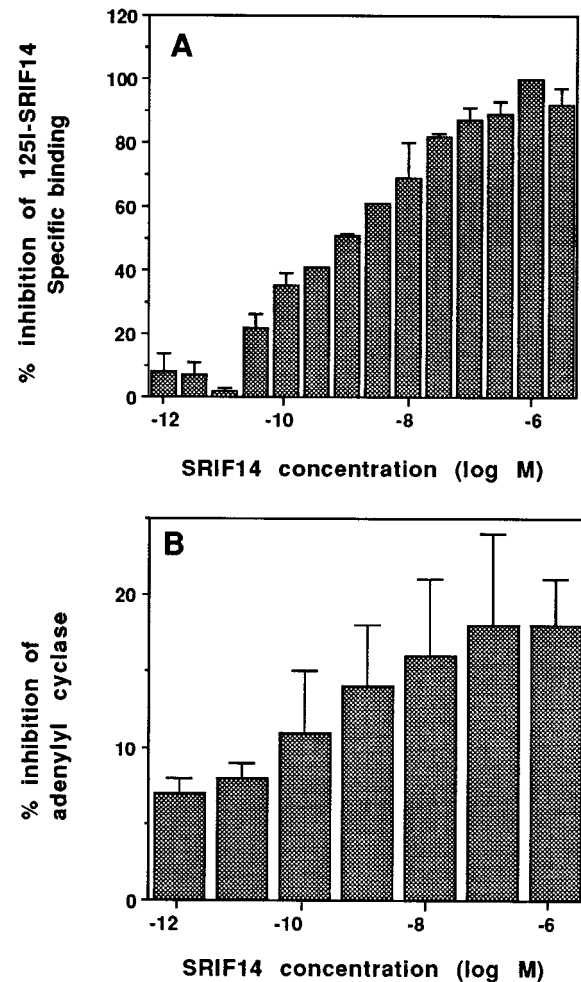 A
% inhibition of 125I-SRIF14
Specific binding
120
100
80
60
40
20
0
-12
-10
-8
-6
SRIF14 concentration (log M)
B
% inhibition of
adenylyl cyclase
20
10
0
-12
-10
-8
-6
SRIF14 concentration (log M)